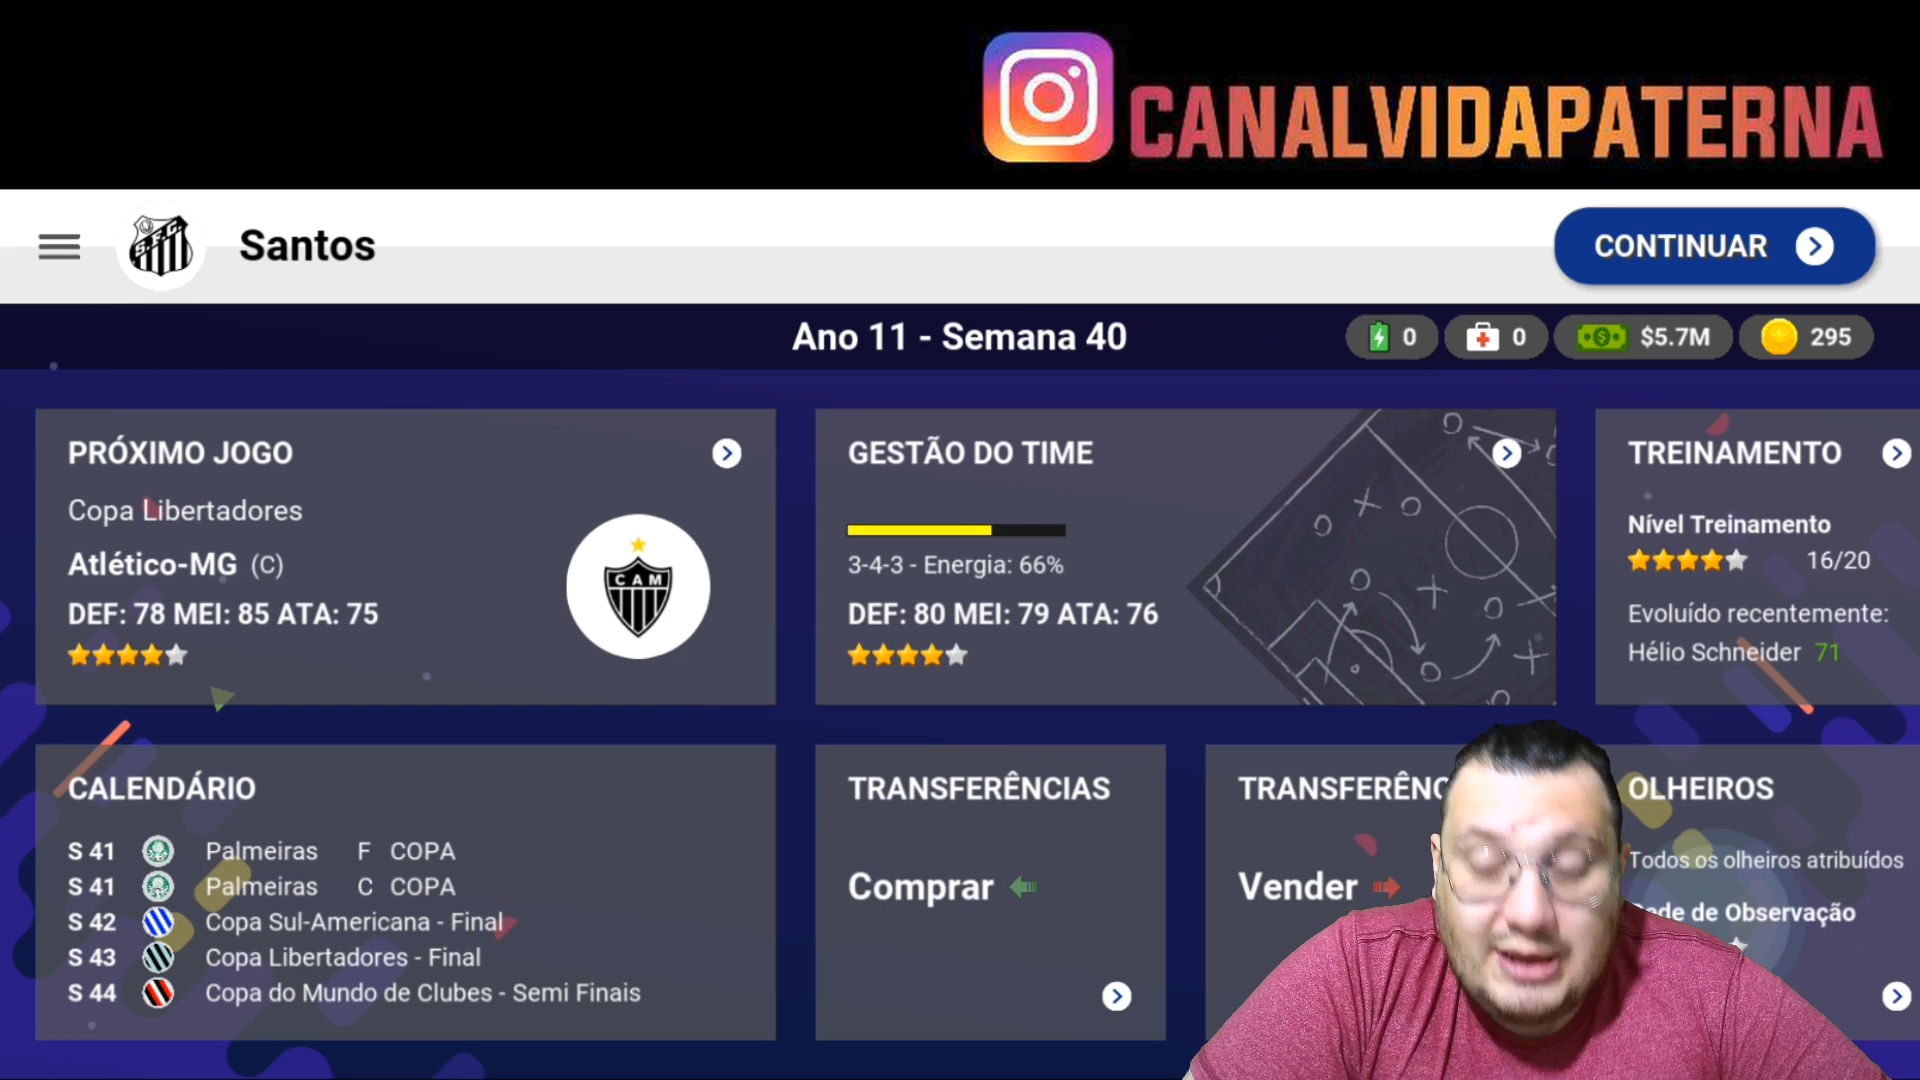 CANALVIDAPATERNA
Santos
CONTINUAR
Ano 11 - Semana 40
0
0
$5.7M
295
PRÓXIMO JOGO
Copa Libertadores
Atlético-MG (C)
DEF: 78 MEI: 85 ATA: 75
CAM
GESTÃO DO TIME
3-4-3 - Energia: 66%
DEF: 80 MEI: 79 ATA: 76
TREINAMENTO
Nível Treinamento
16/20
Evoluído recentemente:
Hélio Schneider 71
CALENDÁRIO
S 41 Palmeiras F COPA
S 41 Palmeiras C COPA
S 42 Copa Sul-Americana - Final
S 43 Copa Libertadores - Final
S 44 Copa do Mundo de Clubes - Semi Finais
TRANSFERÊNCIAS
Comprar
TRANSFERÊNC
Vender
OLHEIROS
Todos os olheiros atribuídos
de de Observação